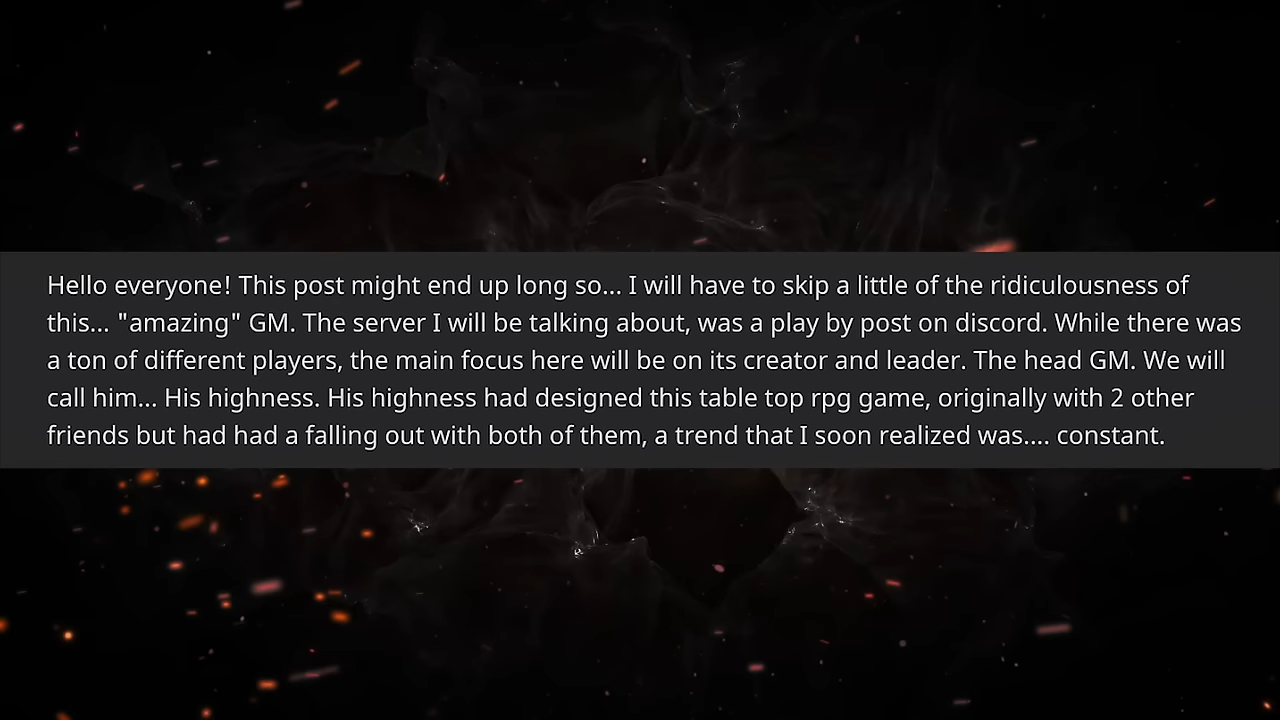 Hello everyone! This post might end up long so... I will have to skip a little of the ridiculousness of
this... "amazing" GM. The server I will be talking about, was a play by post on discord. While there was
a ton of different players, the main focus here will be on its creator and leader. The head GM. We will
call him... His highness. His highness had designed this table top rpg game, originally with 2 other
friends but had had a falling out with both of them, a trend that I soon realized was.... constant.